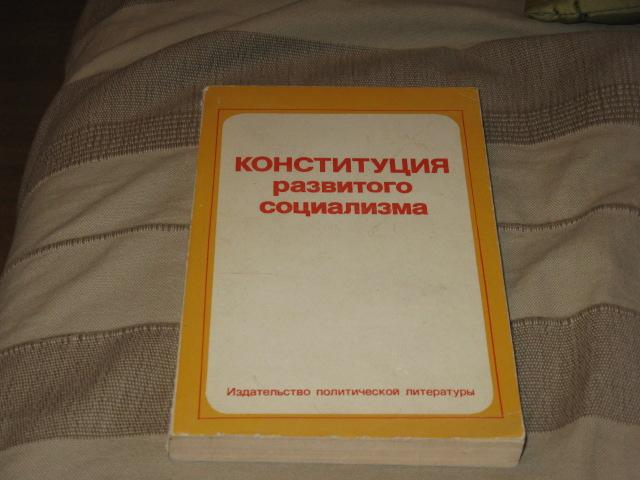 КОНСТИТУЦИЯ
развитого
социализма
Издательство политической литературы